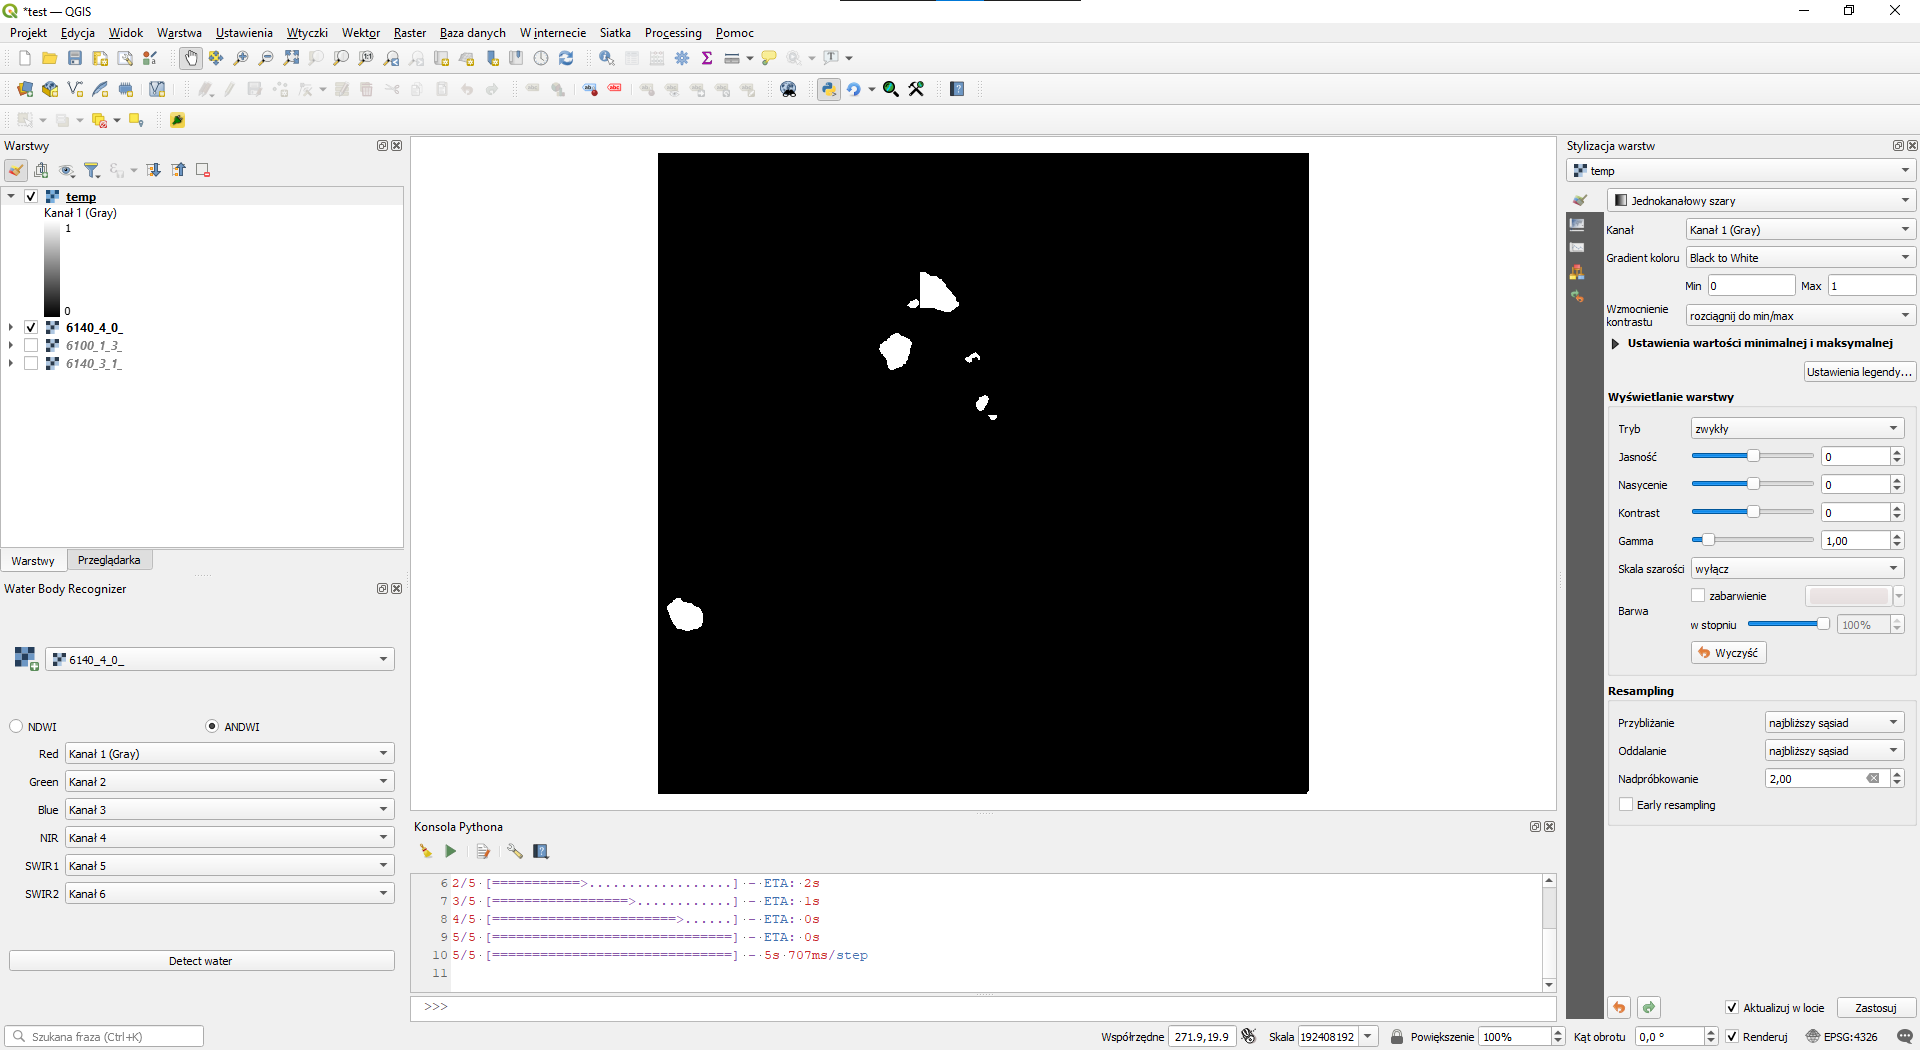 *test — QGIS
Projekt Edycja Widok Warstwa Ustawienia Wtyczki Wektor Raster Baza danych W internecie Siatka Processing Pomoc
Warstwy
temp
Kanał 1 (Gray)
1
0
6140_4_0_
6100_1_3_
6140_3_1_
Warstwy Przeglądarka
Water Body Recognizer
6140_4_0_
NDWI ANDWI
Red Kanał 1 (Gray)
Green Kanał 2
Blue Kanał 3
NIR Kanał 4
SWIR1 Kanał 5
SWIR2 Kanał 6
Detect water
Szukana fraza (Ctrl+K)
Konsola Pythona
6 2/5 [===========>..................] - ETA: 2s
7 3/5 [=================>............] - ETA: 1s
8 4/5 [=======================>......] - ETA: 0s
9 5/5 [==============================] - ETA: 0s
10 5/5 [==============================] - 5s 707ms/step
11
>>>
Stylizacja warstw
temp
Jednokanałowy szary
Kanał Kanał 1 (Gray)
Gradient koloru Black to White
Min 0 Max 1
Wzmocnienie kontrastu rozciągnij do min/max
Ustawienia wartości minimalnej i maksymalnej
Ustawienia legendy...
Wyświetlanie warstwy
Tryb zwykły
Jasność 0
Nasycenie 0
Kontrast 0
Gamma 1,00
Skala szarości wyłącz
Barwa zabarwienie
w stopniu 100%
Wyczyść
Resampling
Przybliżanie najbliższy sąsiad
Oddalanie najbliższy sąsiad
Nadpróbkowanie 2,00
Early resampling
Aktualizuj w locie Zastosuj
Współrzędne 271.9,19.9 Skala 192408192 Powiększenie 100% Kąt obrotu 0,0 ° Renderuj EPSG:4326